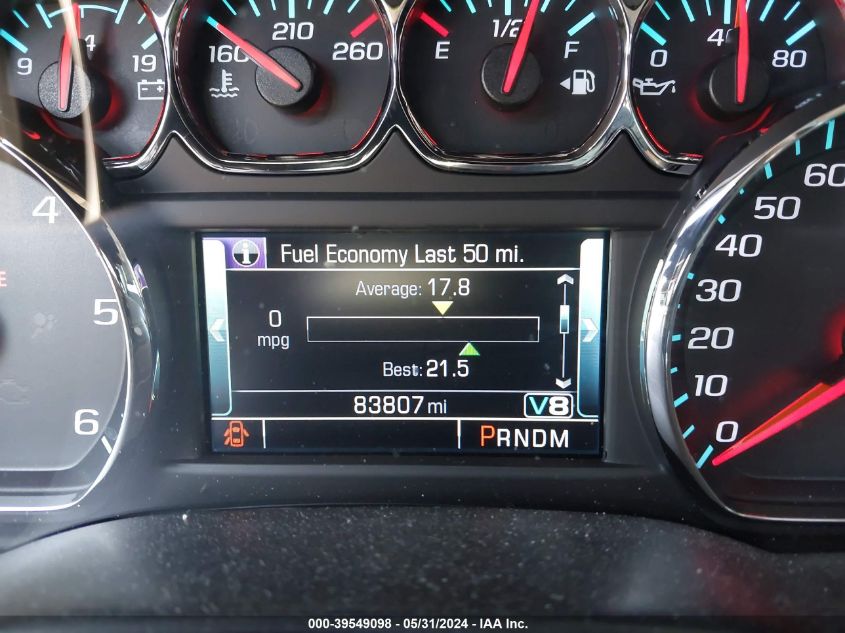 9 14 19
160 210 260
E 1/2 F
0 40 80
4
5
6
Fuel Economy Last 50 mi.
Average: 17.8
0
mpg
Best: 21.5
83807 mi V8
PRNDM
60
50
40
30
20
10
0
000-39549098 - 05/31/2024 - IAA Inc.